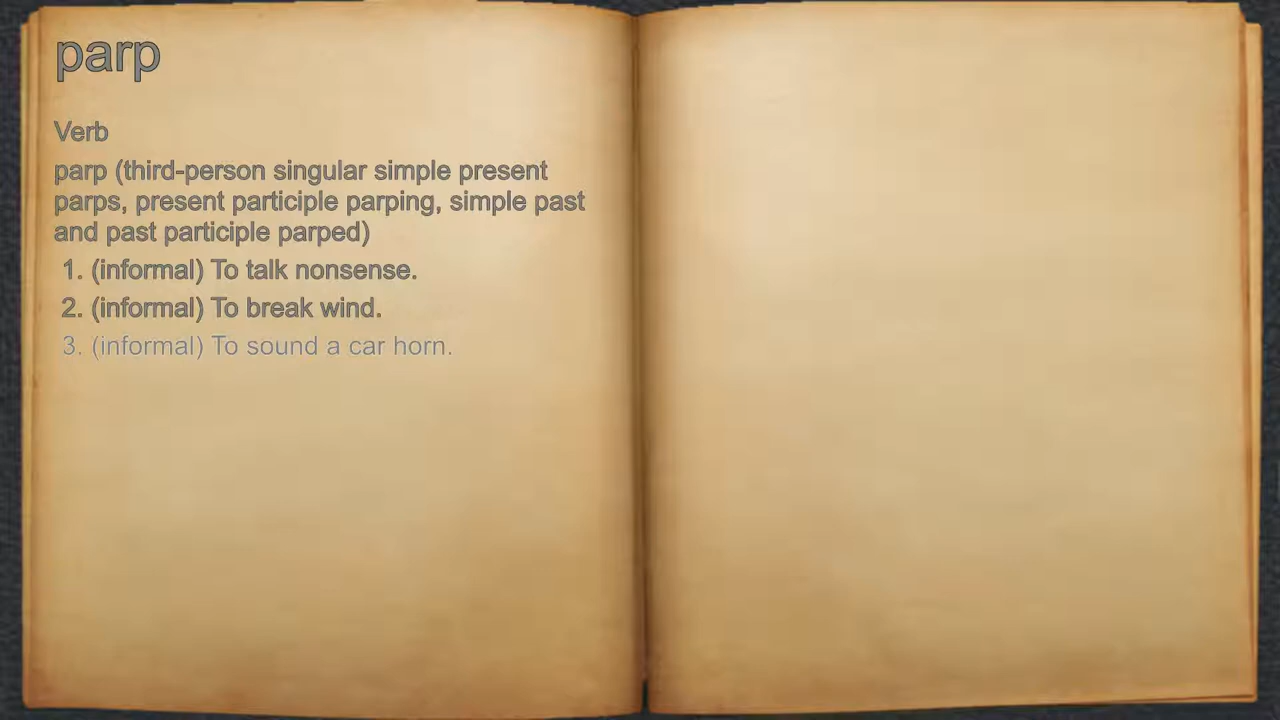 parp
Verb
parp (third-person singular simple present
parps, present participle parping, simple past
and past participle parped)
1. (informal) To talk nonsense.
2. (informal) To break wind.
3. (informal) To sound a car horn.